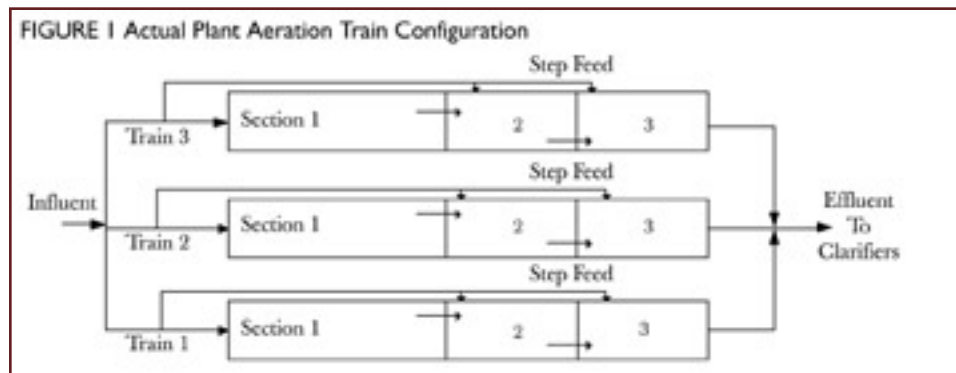 FIGURE 1 Actual Plant Aeration Train Configuration
Step Feed
Section 1
2
3
Train 3
Step Feed
Influent
Section 1
2
3
Train 2
Effluent
To
Clarifiers
Step Feed
Section 1
2
3
Train 1